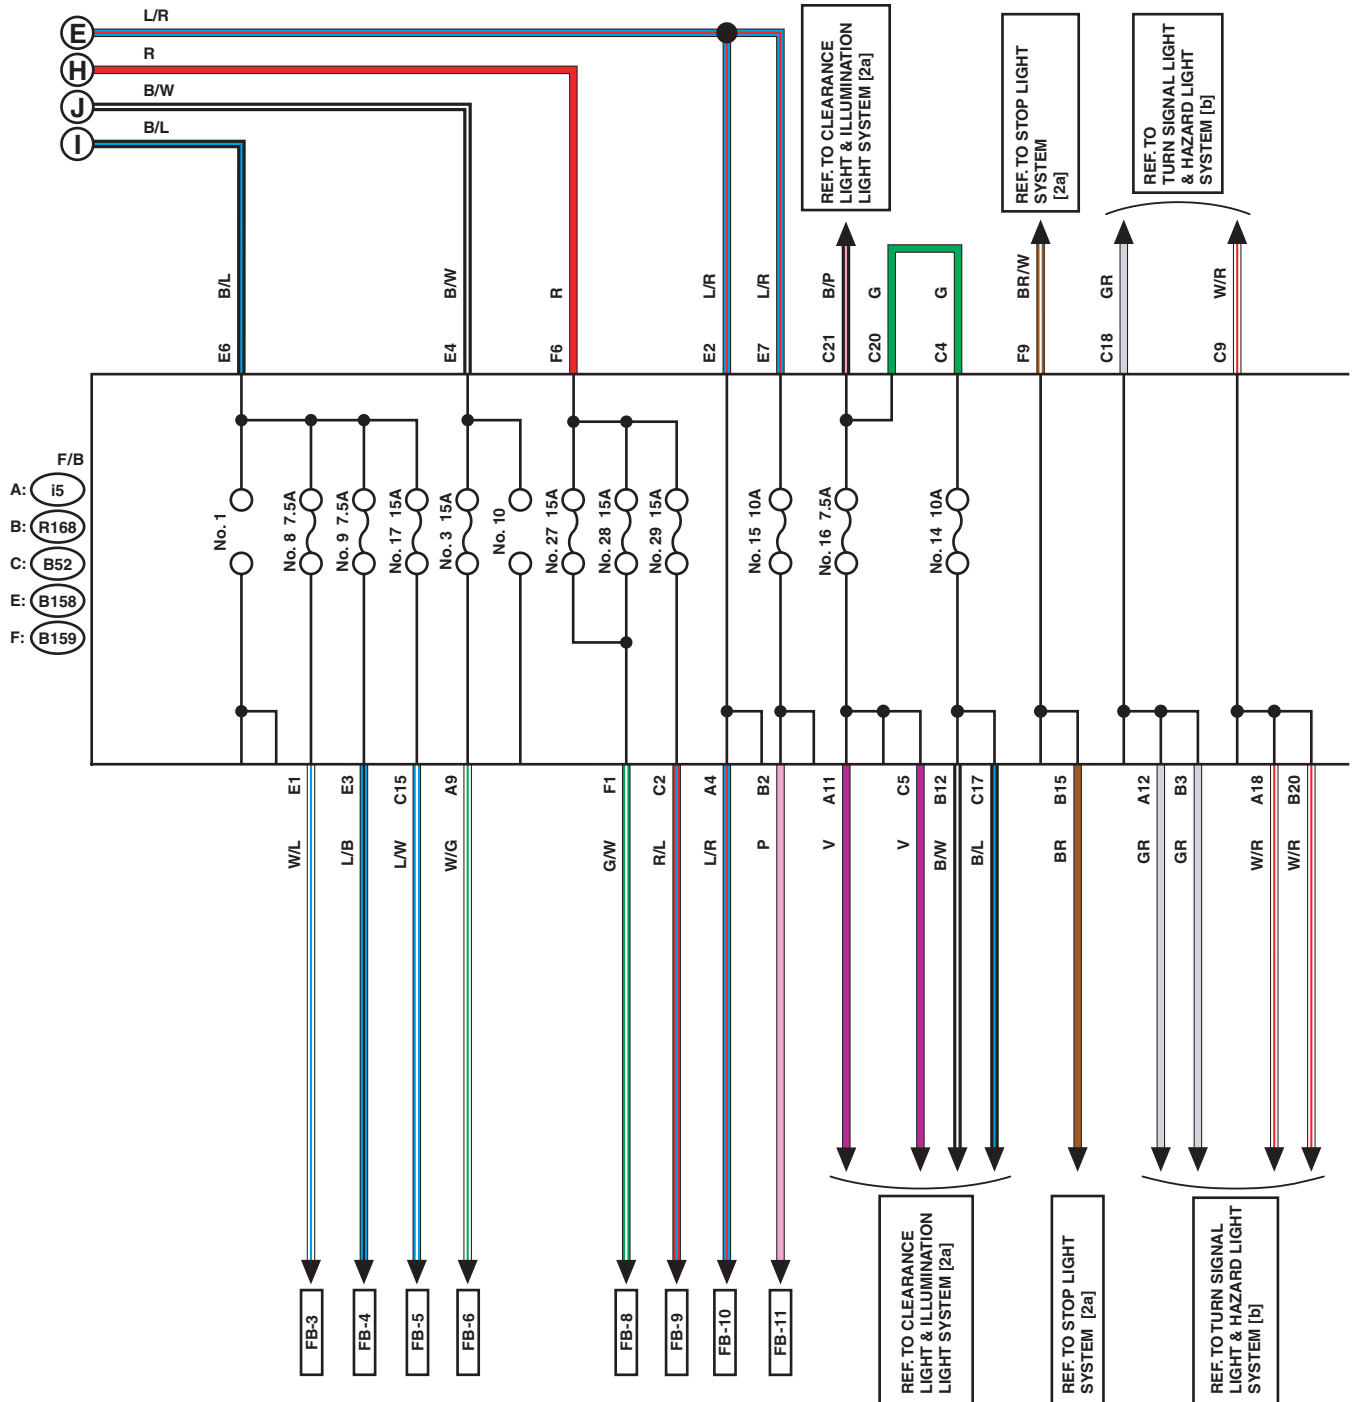 E
L/R
H
R
J
B/W
I
B/L
REF. TO CLEARANCE
LIGHT & ILLUMINATION
LIGHT SYSTEM [2a]
REF. TO STOP LIGHT
SYSTEM
[2a]
REF. TO
TURN SIGNAL LIGHT
& HAZARD LIGHT
SYSTEM [b]
B/L
B/W
R
L/R
L/R
B/P
G
G
BR/W
GR
W/R
E6
E4
F6
E2
E7
C21
C20
C4
F9
C18
C9
F/B
A: i5
B: R168
C: B52
E: B158
F: B159
No. 1
No. 8 7.5A
No. 9 7.5A
No. 17 15A
No. 3 15A
No. 10
No. 27 15A
No. 28 15A
No. 29 15A
No. 15 10A
No. 16 7.5A
No. 14 10A
E1
E3
C15
A9
F1
C2
A4
B2
A11
C5
B12
C17
B15
A12
B3
A18
B20
W/L
L/B
L/W
W/G
G/W
R/L
L/R
P
V
V
B/W
B/L
BR
GR
GR
W/R
W/R
FB-3
FB-4
FB-5
FB-6
FB-8
FB-9
FB-10
FB-11
REF. TO CLEARANCE
LIGHT & ILLUMINATION
LIGHT SYSTEM [2a]
REF. TO STOP LIGHT
SYSTEM [2a]
REF. TO TURN SIGNAL
LIGHT & HAZARD LIGHT
SYSTEM [b]